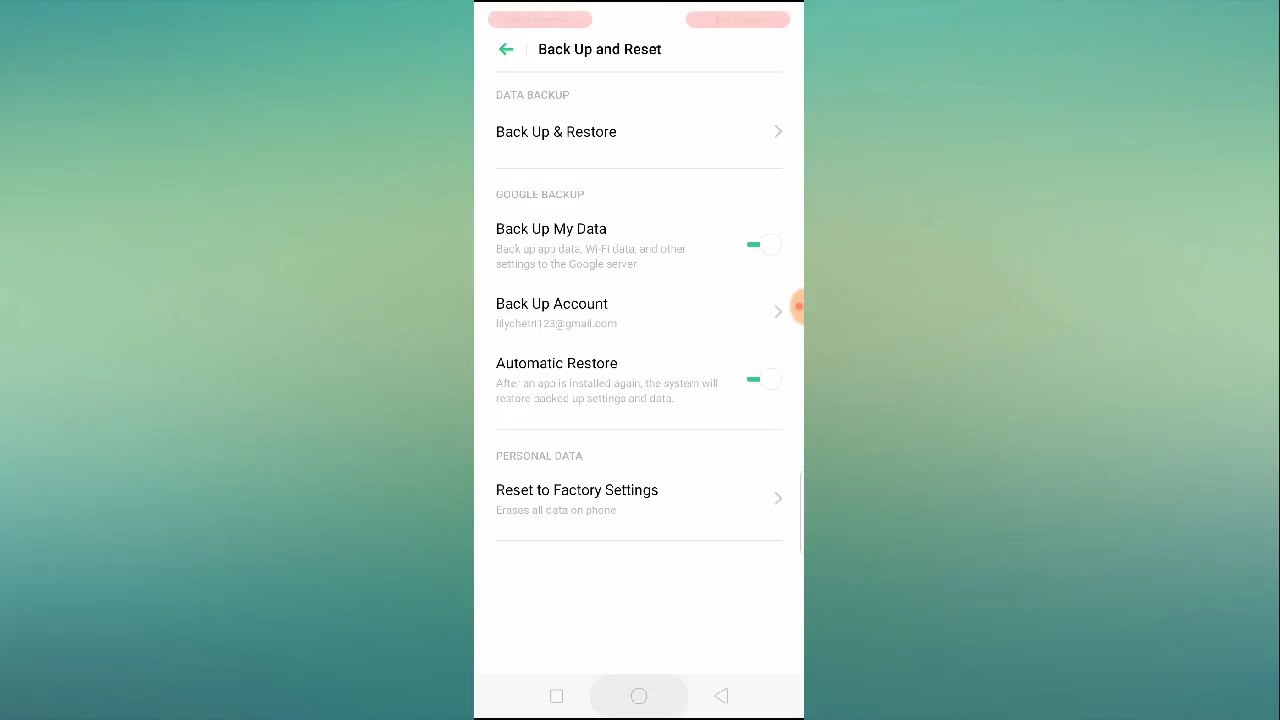 Back Up and Reset
DATA BACKUP
Back Up & Restore
GOOGLE BACKUP
Back Up My Data
Back up app data, Wi-Fi data, and other
settings to the Google server
Back Up Account
lilychetri123@gmail.com
Automatic Restore
After an app is installed again, the system will
restore backed up settings and data.
PERSONAL DATA
Reset to Factory Settings
Erases all data on phone